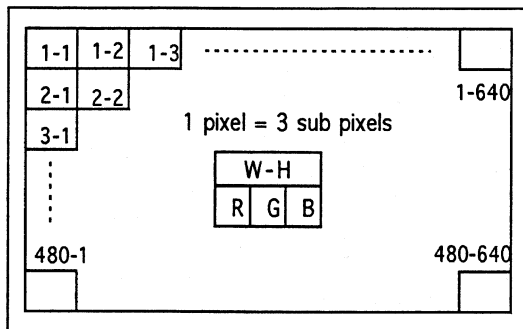 1-1 1-2 1-3
2-1 2-2 1-640
3-1 1 pixel = 3 sub pixels
W-H
R G B
480-1 480-640